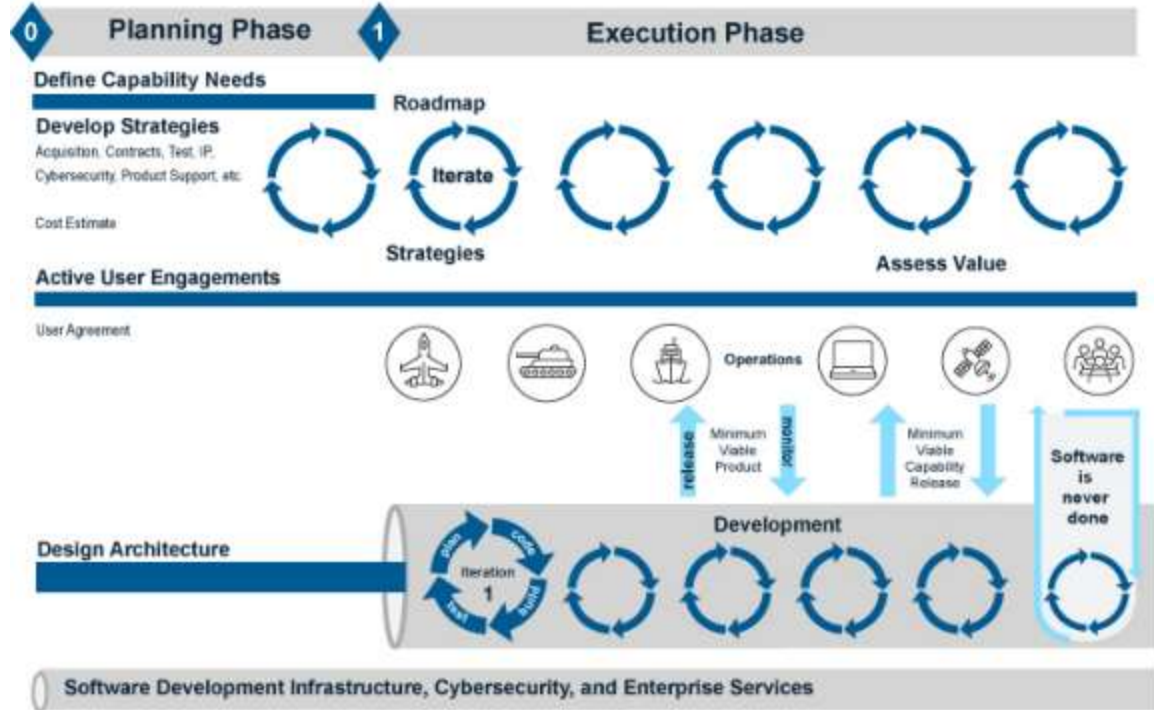 0
Planning Phase
1
Execution Phase
Define Capability Needs
Roadmap
Develop Strategies
Acquisition, Contracts, Test, IP,
Cybersecurity, Product Support, etc.
Iterate
Cost Estimate
Strategies
Assess Value
Active User Engagements
User Agreement
Operations
release
Minimum
Viable
Product
monitor
Minimum
Viable
Capability
Release
Software
is
never
done
Development
Design Architecture
plan
code
Iteration
1
test
build
Software Development Infrastructure, Cybersecurity, and Enterprise Services